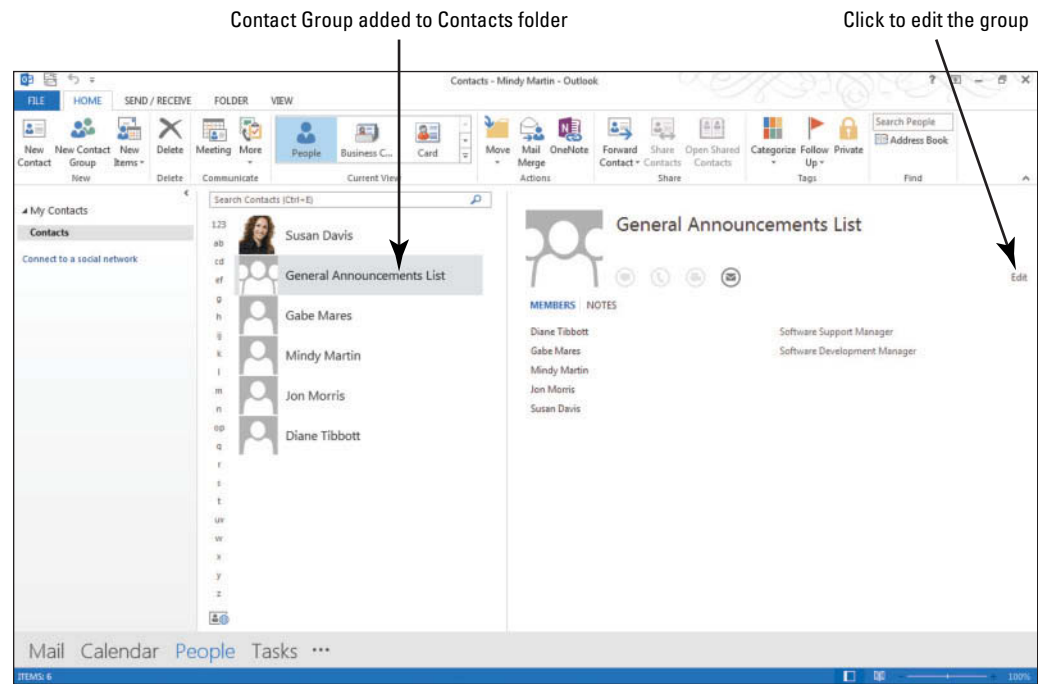 Contact Group added to Contacts folder
Click to edit the group
Contacts - Mindy Martin - Outlook
FILE HOME SEND / RECEIVE FOLDER VIEW
New Contact
New Contact Group
New Items
Delete
Meeting
More
People
Business C...
Card
Move
Mail Merge
OneNote
Forward Contact
Share Contacts
Open Shared Contacts
Categorize
Follow Up
Private
Search People
Address Book
New
Delete
Communicate
Current View
Actions
Share
Tags
Find
My Contacts
Contacts
Connect to a social network
Search Contacts (Ctrl+E)
123
ab
cd
ef
g
h
ij
k
l
m
n
op
q
r
s
t
uv
w
x
y
z
Susan Davis
General Announcements List
Gabe Mares
Mindy Martin
Jon Morris
Diane Tibbott
General Announcements List
Edit
MEMBERS NOTES
Diane Tibbott Software Support Manager
Gabe Mares Software Development Manager
Mindy Martin
Jon Morris
Susan Davis
Mail Calendar People Tasks •••
ITEMS: 6
100%